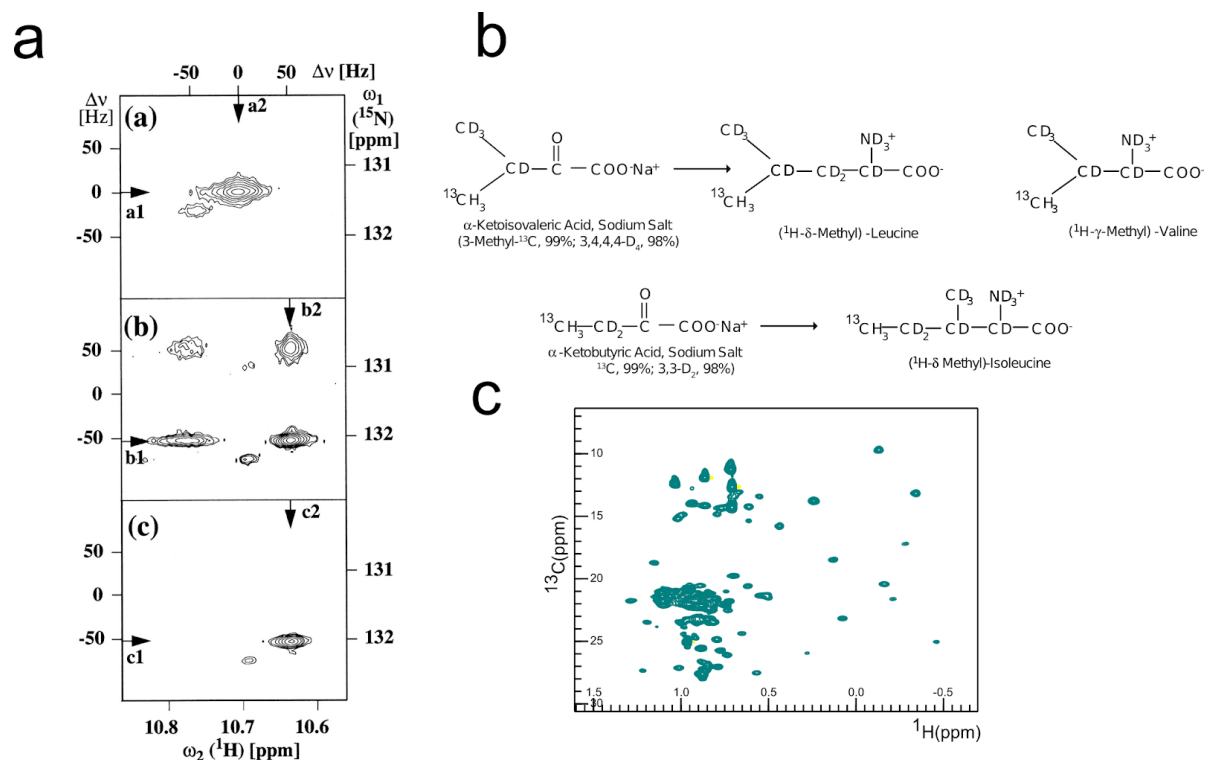 a
-50 0 50 Δν [Hz]
Δν
[Hz]
a2
ω1
(15N)
[ppm]
(a)
50
131
0
a1
-50
132
b2
(b)
50
131
0
-50
132
b1
c2
(c)
50
131
0
-50
132
c1
10.8 10.7 10.6
ω2 (1H) [ppm]
b
CD3
O
CD C COO-Na+
13CH3
α-Ketoisovaleric Acid, Sodium Salt
(3-Methyl-13C, 99%; 3,4,4,4-D4, 98%)
CD3
ND3+
CD CD2 CD COO-
13CH3
(1H-δ-Methyl) -Leucine
CD3
ND3+
CD CD COO-
13CH3
(1H-γ-Methyl) -Valine
O
13CH3 CD2 C COO-Na+
α-Ketobutyric Acid, Sodium Salt
13C, 99%; 3,3-D2, 98%)
CD3 ND3+
13CH3 CD2 CD CD COO-
(1H-δ Methyl)-Isoleucine
c
10
15
20
25
30
13C(ppm)
1.5 1.0 0.5 0.0 -0.5
1H(ppm)